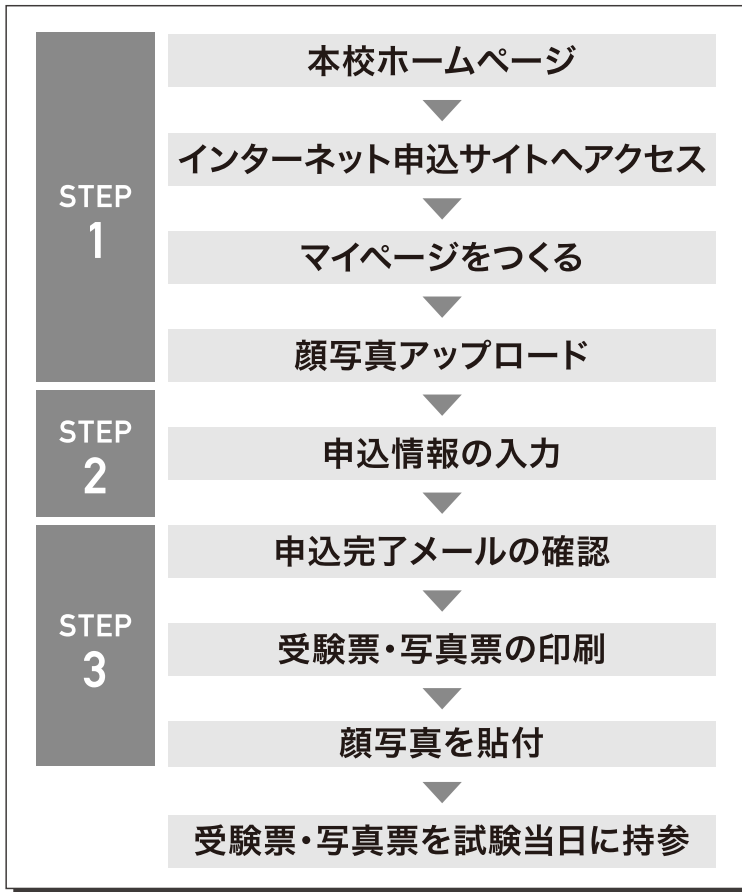 STEP
1
本校ホームページ
インターネット申込サイトへアクセス
マイページをつくる
顔写真アップロード
STEP
2
申込情報の入力
STEP
3
申込完了メールの確認
受験票・写真票の印刷
顔写真を貼付
受験票・写真票を試験当日に持参